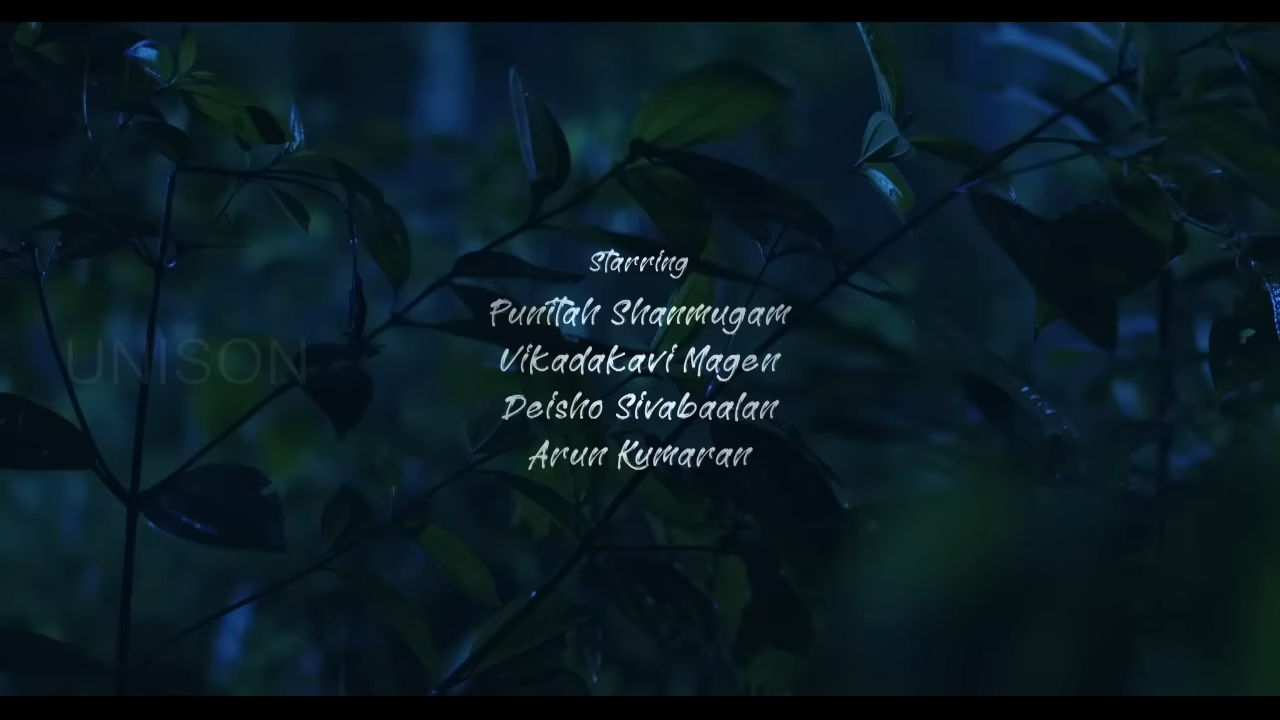 Starring
Punitah Shanmugam
UNISON
Vikadakavi Magen
Deisho Sivabaalan
Arun Kumaran